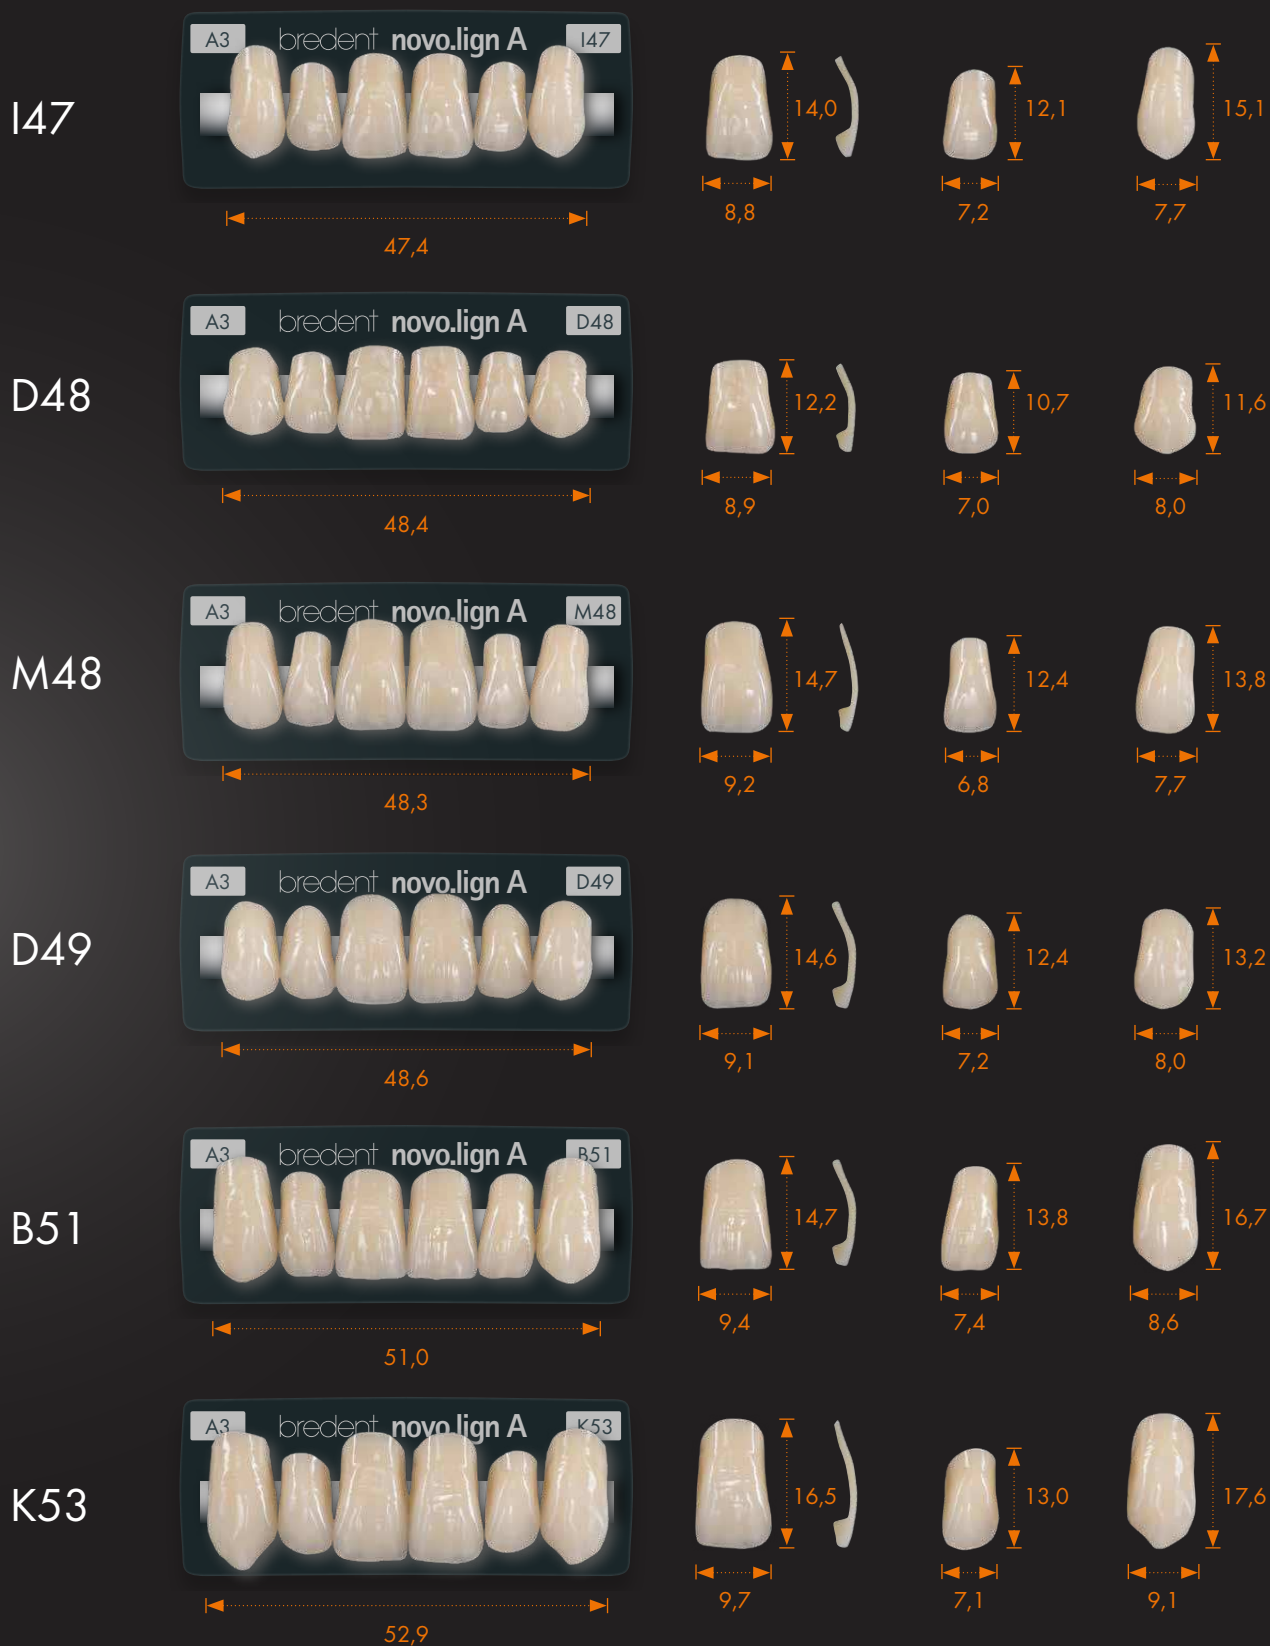 A3 bredent novo.lign A I47
I47
14,0 12,1 15,1
8,8 7,2 7,7
47,4
A3 bredent novo.lign A D48
D48
12,2 10,7 11,6
8,9 7,0 8,0
48,4
A3 bredent novo.lign A M48
M48
14,7 12,4 13,8
9,2 6,8 7,7
48,3
A3 bredent novo.lign A D49
D49
14,6 12,4 13,2
9,1 7,2 8,0
48,6
A3 bredent novo.lign A B51
B51
14,7 13,8 16,7
9,4 7,4 8,6
51,0
A3 bredent novo.lign A K53
K53
16,5 13,0 17,6
9,7 7,1 9,1
52,9